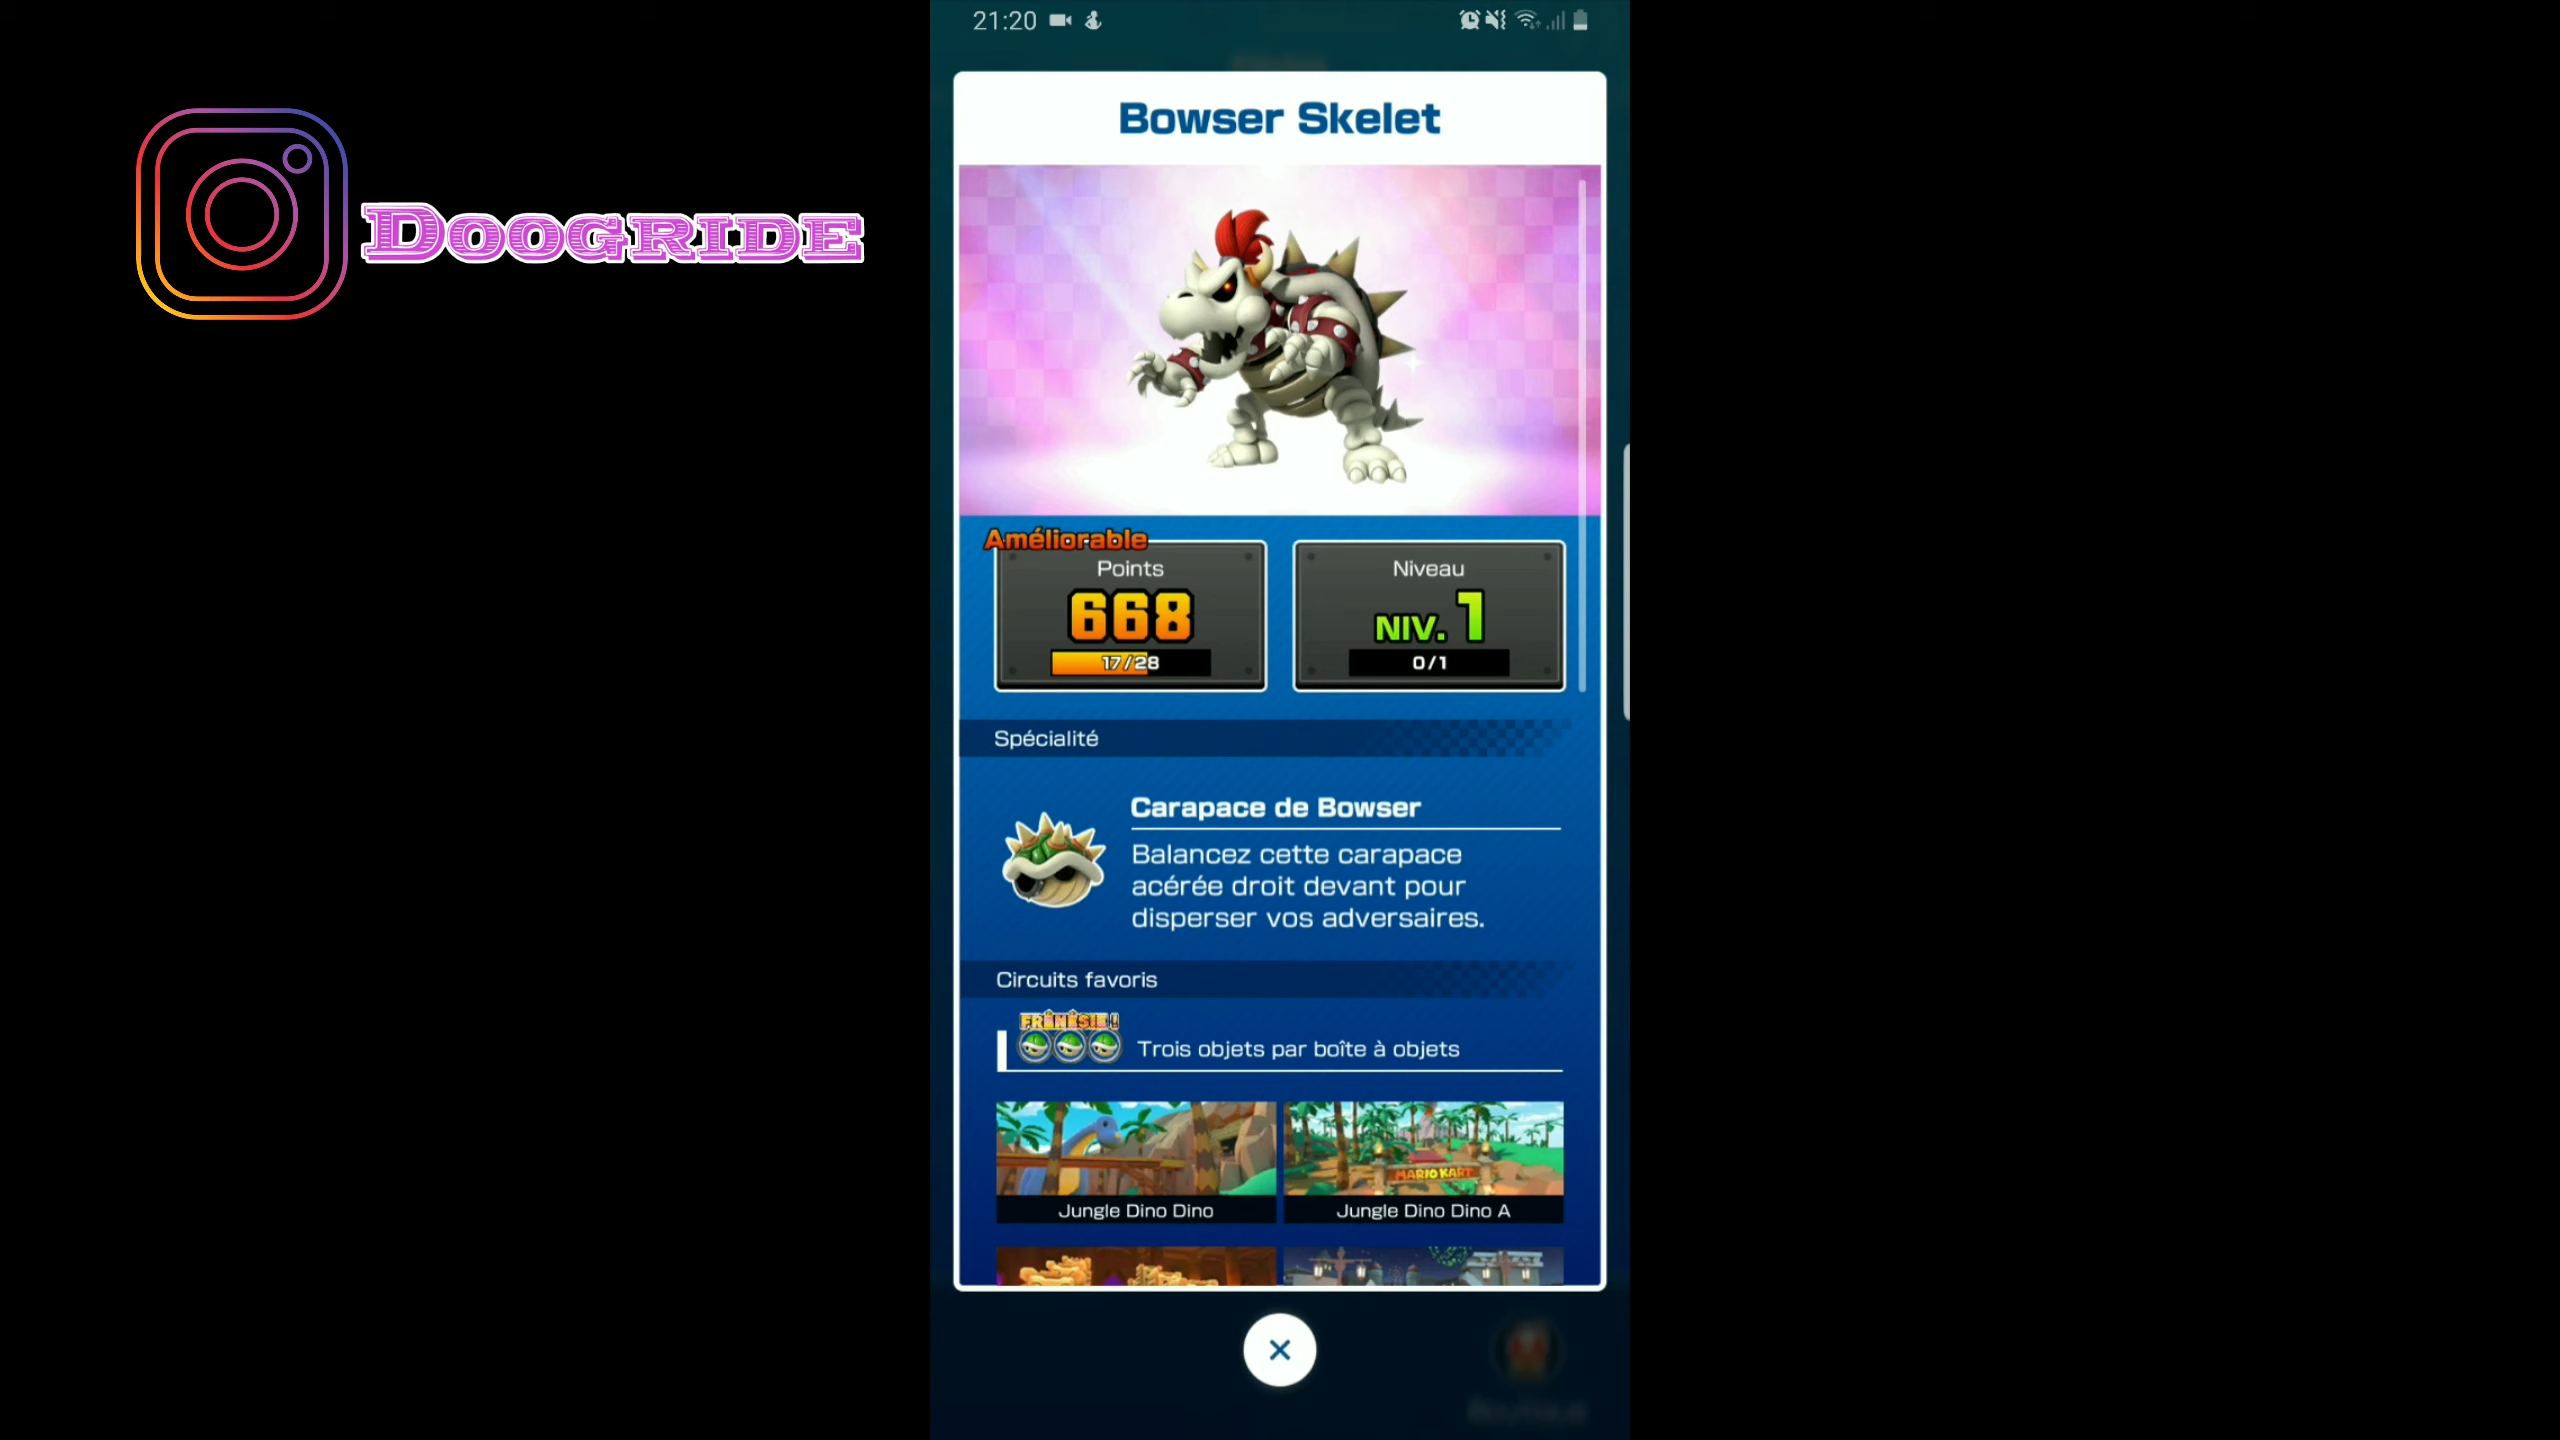 21:20
Doogride
Bowser Skelet
Améliorable
Points
668
17/28
Niveau
NIV. 1
0/1
Spécialité
Carapace de Bowser
Balancez cette carapace
acérée droit devant pour
disperser vos adversaires.
Circuits favoris
FRÉNÉSIE !
Trois objets par boîte à objets
MARIO KART
Jungle Dino Dino
Jungle Dino Dino A